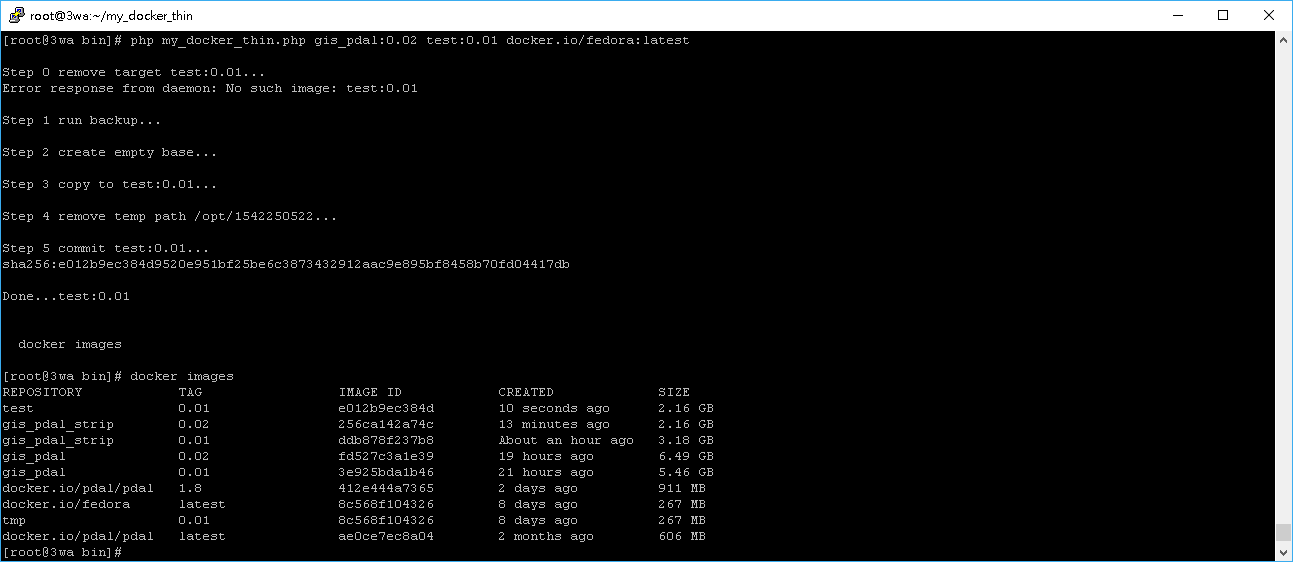 root@3wa:~/my_docker_thin
[root@3wa bin]# php my_docker_thin.php gis_pdal:0.02 test:0.01 docker.io/fedora:latest
Step 0 remove target test:0.01...
Error response from daemon: No such image: test:0.01
Step 1 run backup...
Step 2 create empty base...
Step 3 copy to test:0.01...
Step 4 remove temp path /opt/1542250522...
Step 5 commit test:0.01...
sha256:e012b9ec384d9520e951bf25be6c3873432912aac9e895bf8458b70fd04417db
Done...test:0.01
docker images
[root@3wa bin]# docker images
REPOSITORY TAG IMAGE ID CREATED SIZE
test 0.01 e012b9ec384d 10 seconds ago 2.16 GB
gis_pdal_strip 0.02 256ca142a74c 13 minutes ago 2.16 GB
gis_pdal_strip 0.01 ddb878f237b8 About an hour ago 3.18 GB
gis_pdal 0.02 fd527c3a1e39 19 hours ago 6.49 GB
gis_pdal 0.01 3e925bda1b46 21 hours ago 5.46 GB
docker.io/pdal/pdal 1.8 412e444a7365 2 days ago 911 MB
docker.io/fedora latest 8c568f104326 8 days ago 267 MB
tmp 0.01 8c568f104326 8 days ago 267 MB
docker.io/pdal/pdal latest ae0ce7ec8a04 2 months ago 606 MB
[root@3wa bin]#